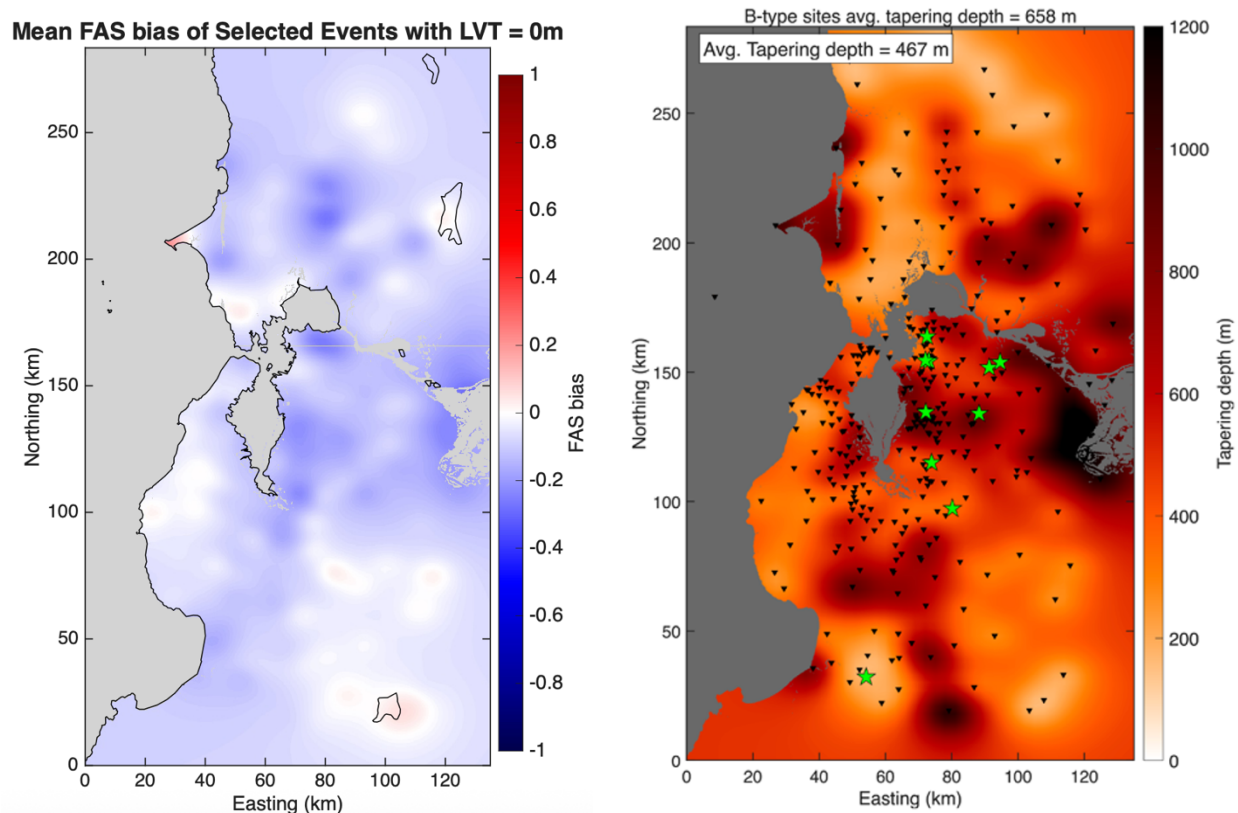 Mean FAS bias of Selected Events with LVT = 0m
250
200
150
100
50
0
Northing (km)
0 20 40 60 80 100 120
Easting (km)
1
0.8
0.6
0.4
0.2
0
-0.2
-0.4
-0.6
-0.8
-1
FAS bias
B-type sites avg. tapering depth = 658 m
Avg. Tapering depth = 467 m
250
200
150
100
50
0
Northing (km)
0 20 40 60 80 100 120
Easting (km)
1200
1000
800
600
400
200
0
Tapering depth (m)